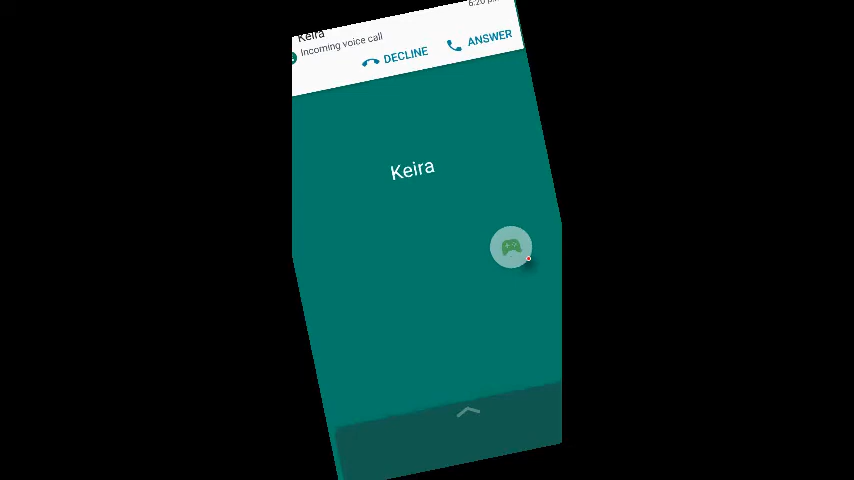 Keira
Incoming voice call
DECLINE
ANSWER
Keira